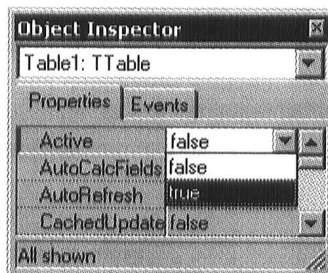 Object Inspector
Table1: TTable
Properties Events
Active false
AutoCalcFields false
AutoRefresh true
CachedUpdate false
All shown